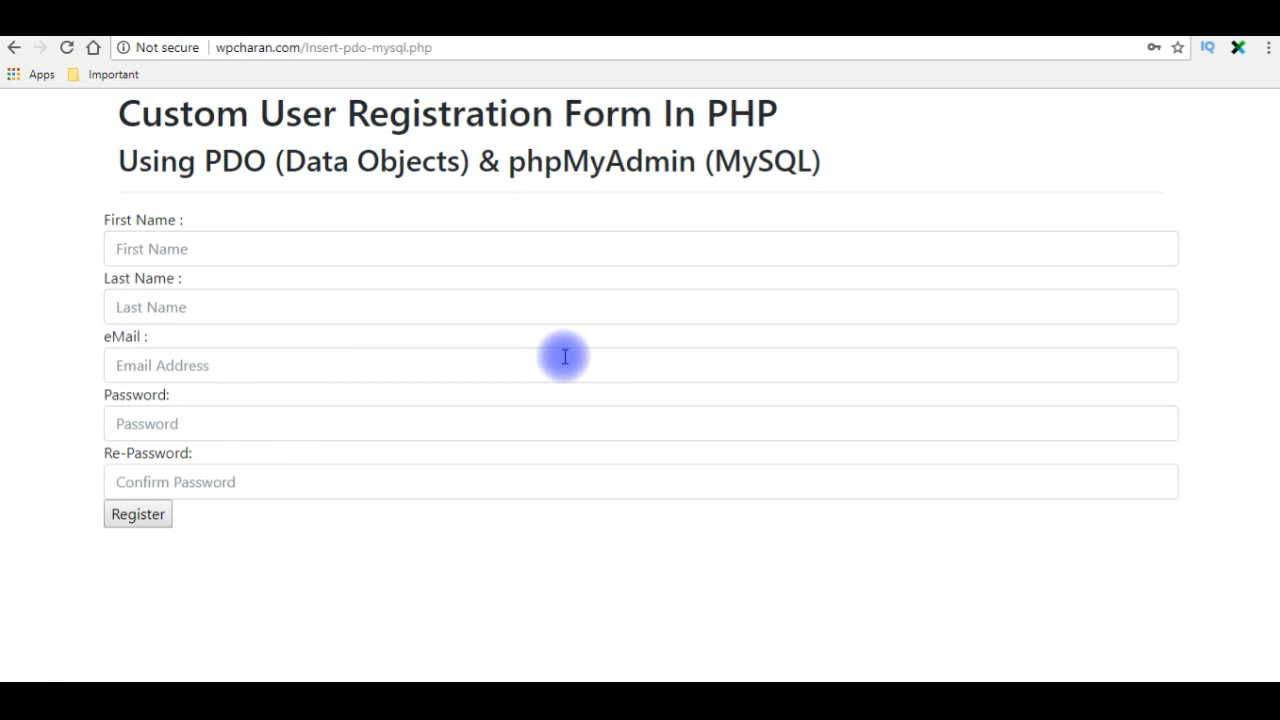 Not secure wpcharan.com/Insert-pdo-mysql.php
IQ
Apps Important
Custom User Registration Form In PHP
Using PDO (Data Objects) & phpMyAdmin (MySQL)
First Name :
First Name
Last Name :
Last Name
eMail :
Email Address
Password:
Password
Re-Password:
Confirm Password
Register